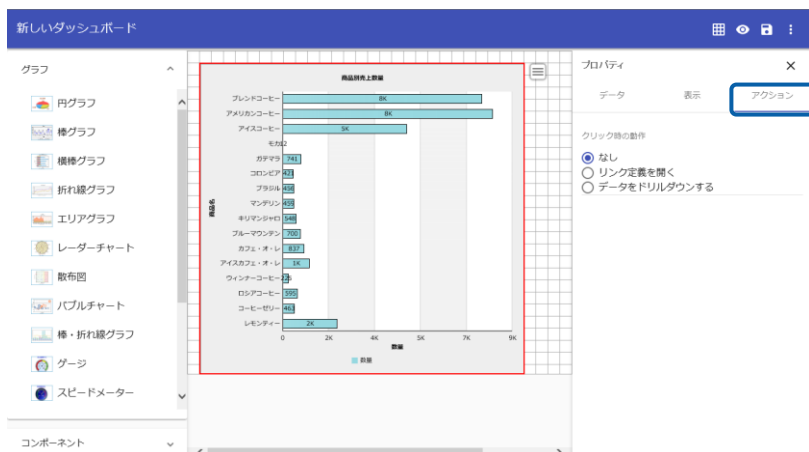 新しいダッシュボード
グラフ
円グラフ
棒グラフ
横棒グラフ
折れ線グラフ
エリアグラフ
レーダーチャート
散布図
バブルチャート
棒・折れ線グラフ
ゲージ
スピードメーター
コンポーネント
商品別売上数量
商品名
ブレンドコーヒー 8K
アメリカンコーヒー 8K
アイスコーヒー 5K
モカ 12
ガテマラ 741
コロンビア 421
ブラジル 456
マンデリン 459
キリマンジャロ 548
ブルーマウンテン 700
カフェ・オ・レ 837
アイスカフェ・オ・レ 1K
ウィンナーコーヒー 225
ロシアコーヒー 595
コーヒーゼリー 463
レモンティー 2K
0 2K 4K 5K 7K 9K
数量
数量
プロパティ
データ 表示 アクション
クリック時の動作
なし
リンク定義を開く
データをドリルダウンする